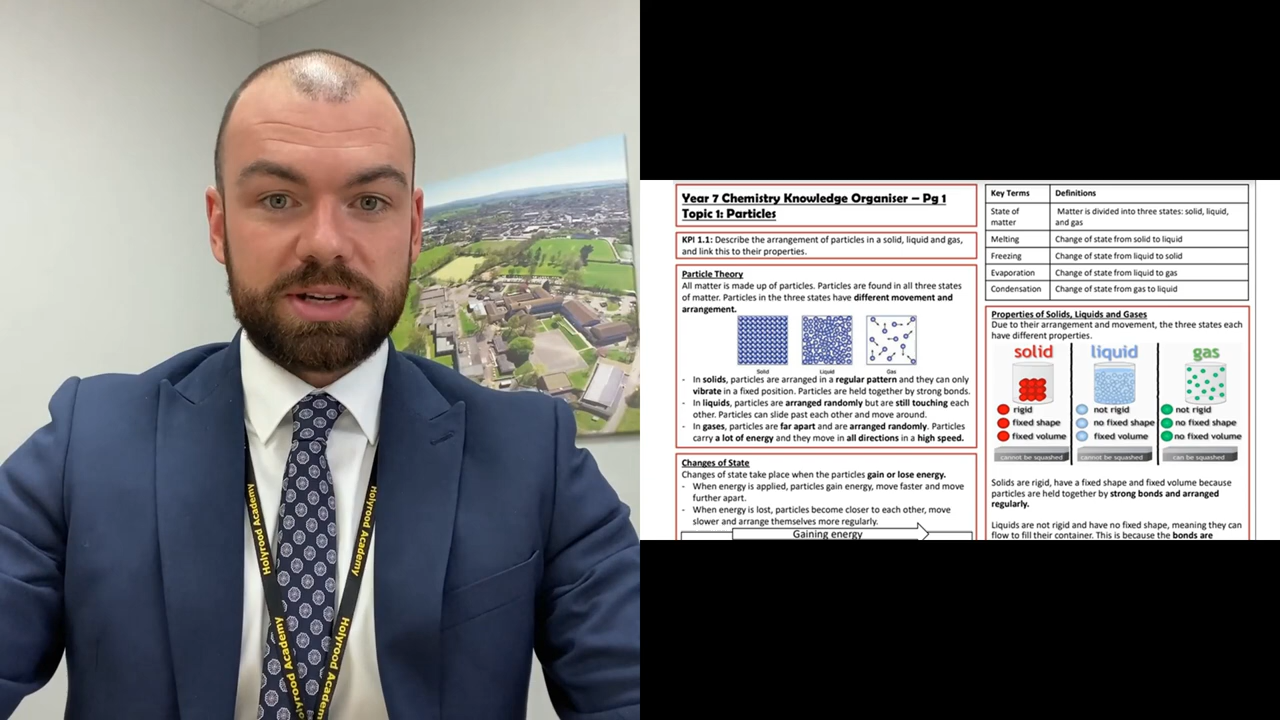 Holyrood Academy
Holyrood Academy
Holyrood Academy
Holyrood Academy
Year 7 Chemistry Knowledge Organiser – Pg 1
Topic 1: Particles
KPI 1.1: Describe the arrangement of particles in a solid, liquid and gas,
and link this to their properties.
Particle Theory
All matter is made up of particles. Particles are found in all three states
of matter. Particles in the three states have different movement and
arrangement.
Solid Liquid Gas
- In solids, particles are arranged in a regular pattern and they can only
vibrate in a fixed position. Particles are held together by strong bonds.
- In liquids, particles are arranged randomly but are still touching each
other. Particles can slide past each other and move around.
- In gases, particles are far apart and are arranged randomly. Particles
carry a lot of energy and they move in all directions in a high speed.
Changes of State
Changes of state take place when the particles gain or lose energy.
- When energy is applied, particles gain energy, move faster and move
further apart.
- When energy is lost, particles become closer to each other, move
slower and arrange themselves more regularly.
Gaining energy
Key Terms Definitions
State of matter Matter is divided into three states: solid, liquid, and gas
Melting Change of state from solid to liquid
Freezing Change of state from liquid to solid
Evaporation Change of state from liquid to gas
Condensation Change of state from gas to liquid
Properties of Solids, Liquids and Gases
Due to their arrangement and movement, the three states each
have different properties.
solid liquid gas
rigid not rigid not rigid
fixed shape no fixed shape no fixed shape
fixed volume fixed volume no fixed volume
cannot be squashed cannot be squashed can be squashed
Solids are rigid, have a fixed shape and fixed volume because
particles are held together by strong bonds and arranged
regularly.
Liquids are not rigid and have no fixed shape, meaning they can
flow to fill their container. This is because the bonds are